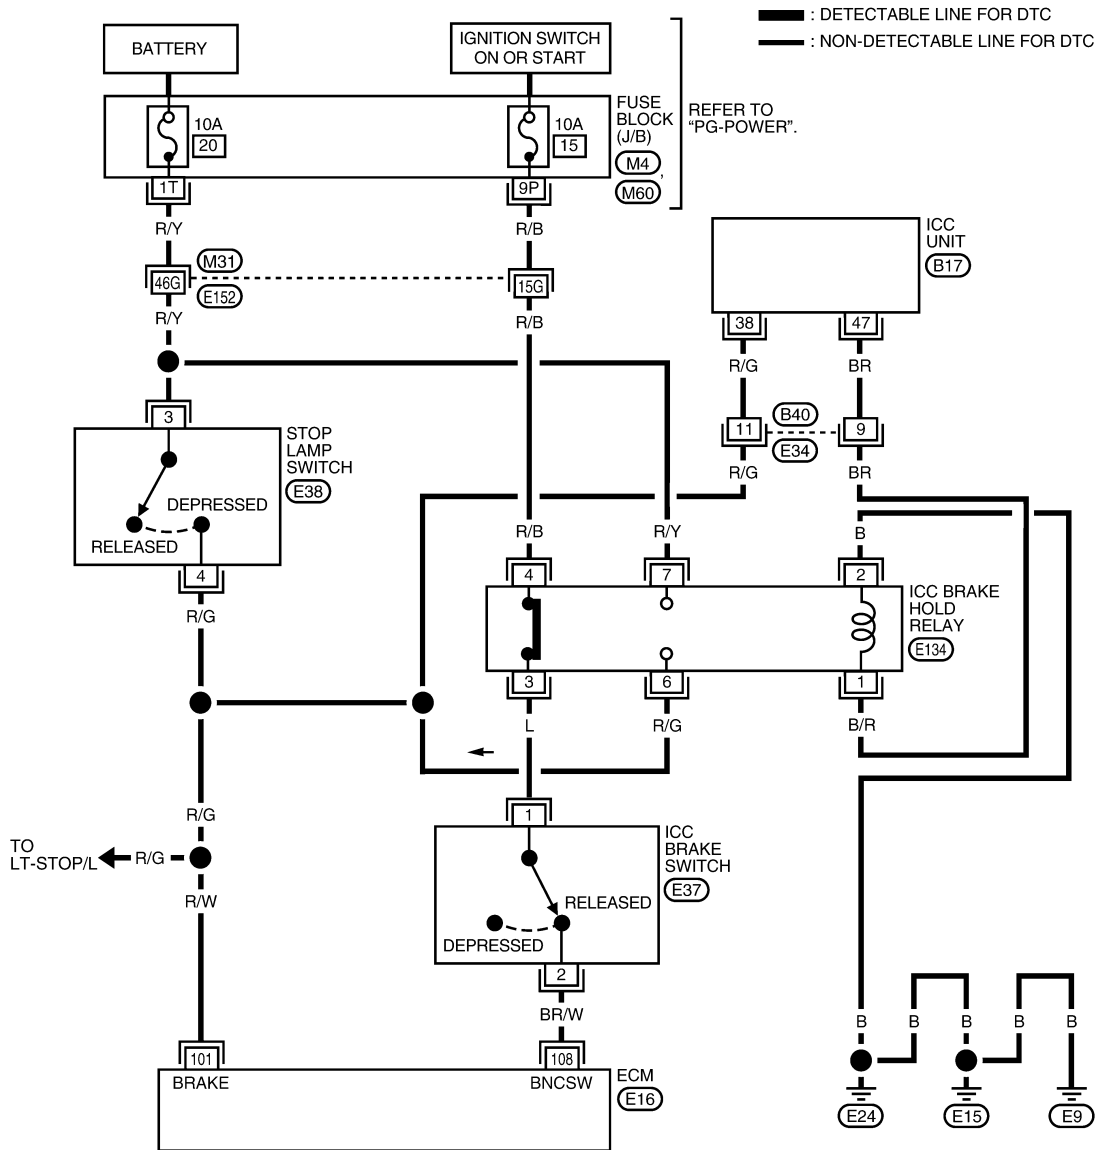 : DETECTABLE LINE FOR DTC
: NON-DETECTABLE LINE FOR DTC
BATTERY
IGNITION SWITCH
ON OR START
10A
20
10A
15
FUSE
BLOCK
(J/B)
M4
,
M60
REFER TO
“PG-POWER”.
1T
9P
R/Y
R/B
M31
46G
E152
15G
R/Y
R/B
ICC
UNIT
B17
38
47
R/G
BR
11
B40
E34
9
R/G
BR
3
STOP
LAMP
SWITCH
E38
DEPRESSED
RELEASED
4
R/G
R/B
R/Y
B
4
7
2
ICC BRAKE
HOLD
RELAY
E134
3
6
1
L
R/G
B/R
R/G
TO
LT-STOP/L
R/G
R/W
1
ICC
BRAKE
SWITCH
E37
RELEASED
DEPRESSED
2
BR/W
101
108
BRAKE
BNCSW
ECM
E16
B
B
B
B
B
E24
E15
E9